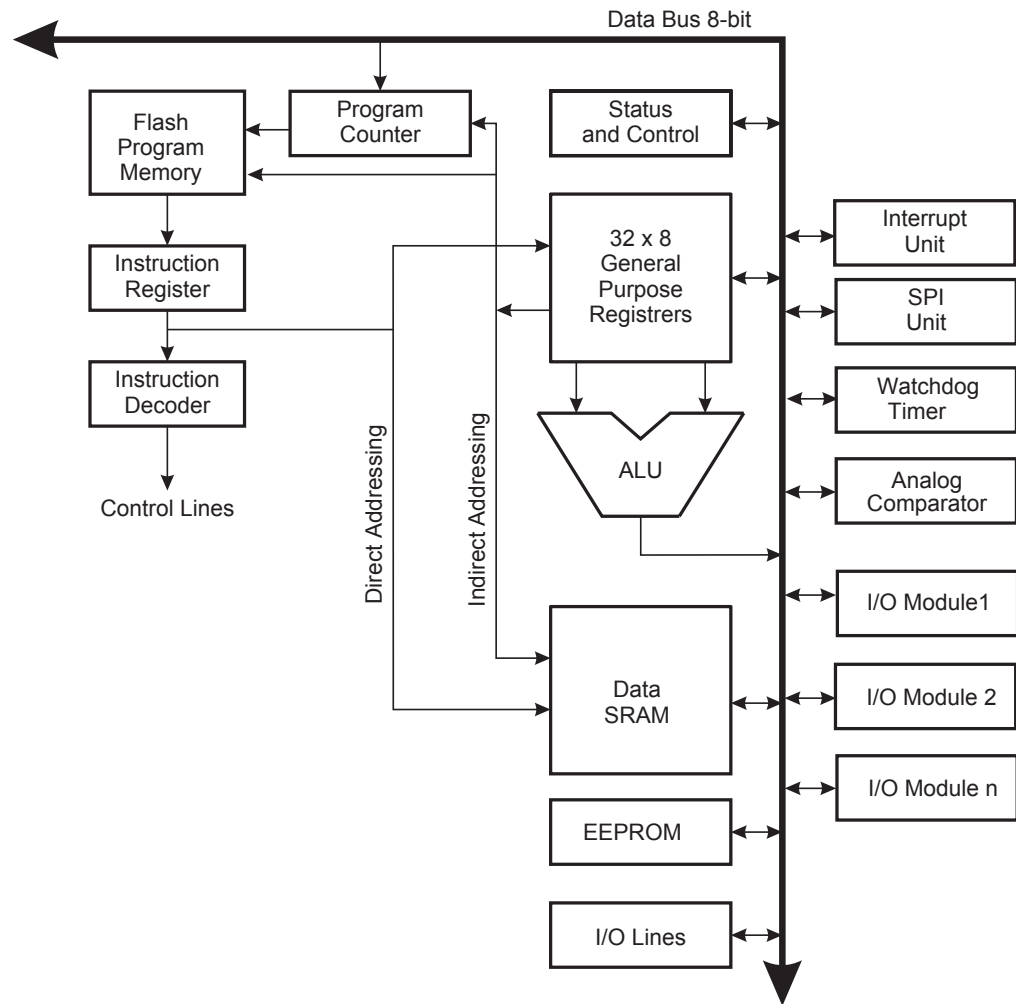 Data Bus 8-bit
Flash
Program
Memory
Program
Counter
Status
and Control
32 x 8
General
Purpose
Registrers
Interrupt
Unit
Instruction
Register
SPI
Unit
Instruction
Decoder
Watchdog
Timer
ALU
Analog
Comparator
Control Lines
Direct Addressing
Indirect Addressing
I/O Module1
Data
SRAM
I/O Module 2
I/O Module n
EEPROM
I/O Lines